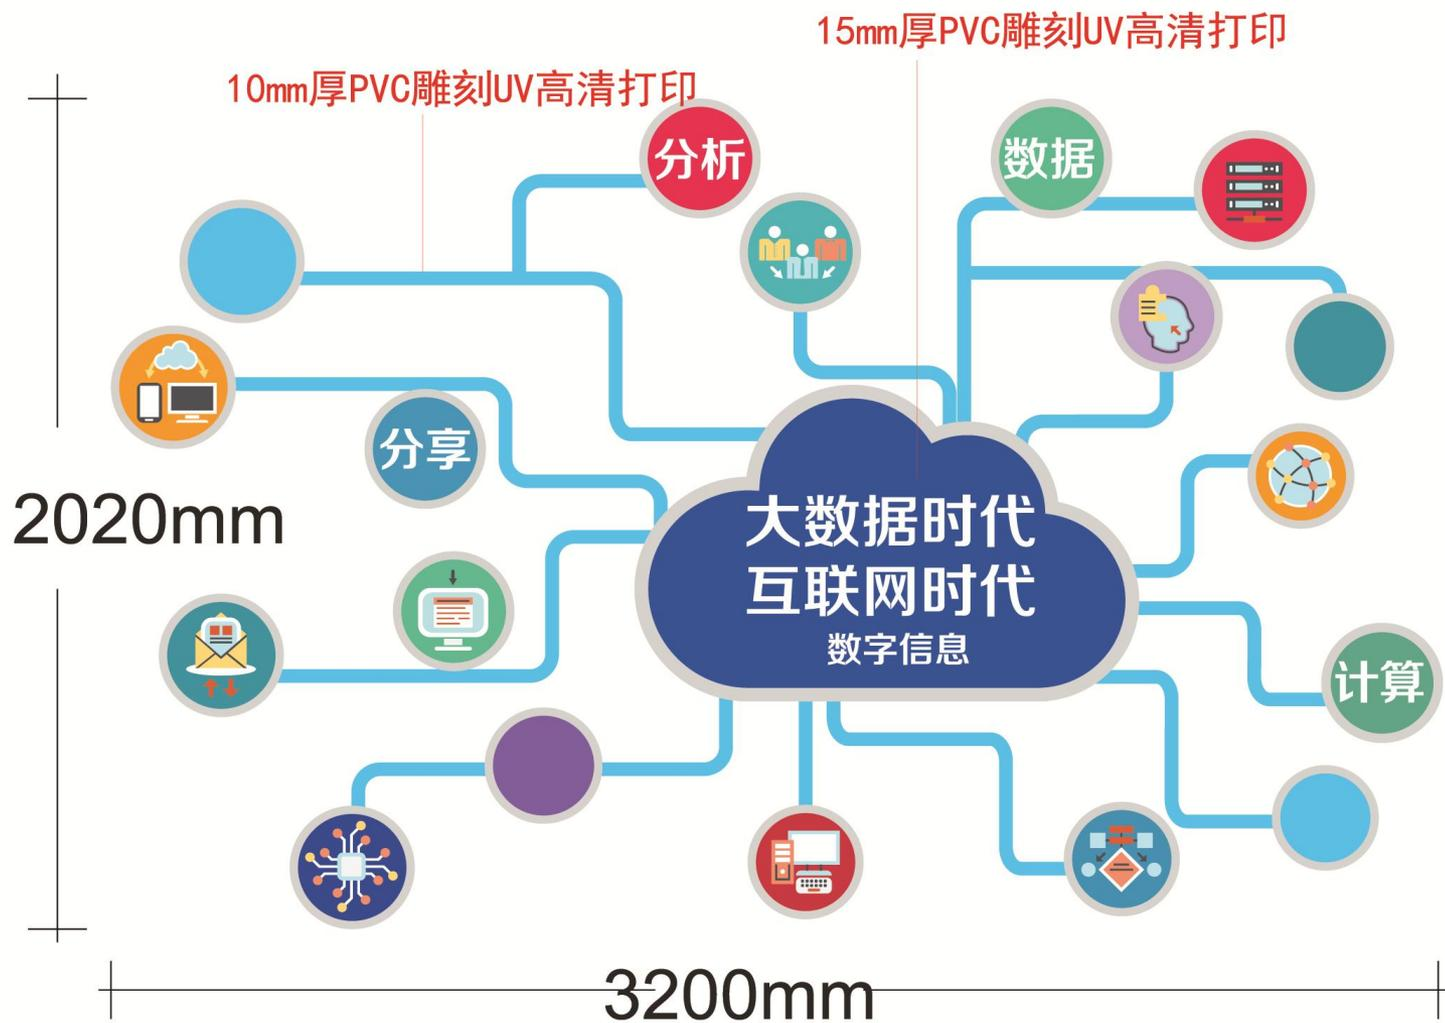 15mm厚PVC雕刻UV高清打印
10mm厚PVC雕刻UV高清打印
分析
数据
分享
2020mm
大数据时代
互联网时代
数字信息
计算
3200mm